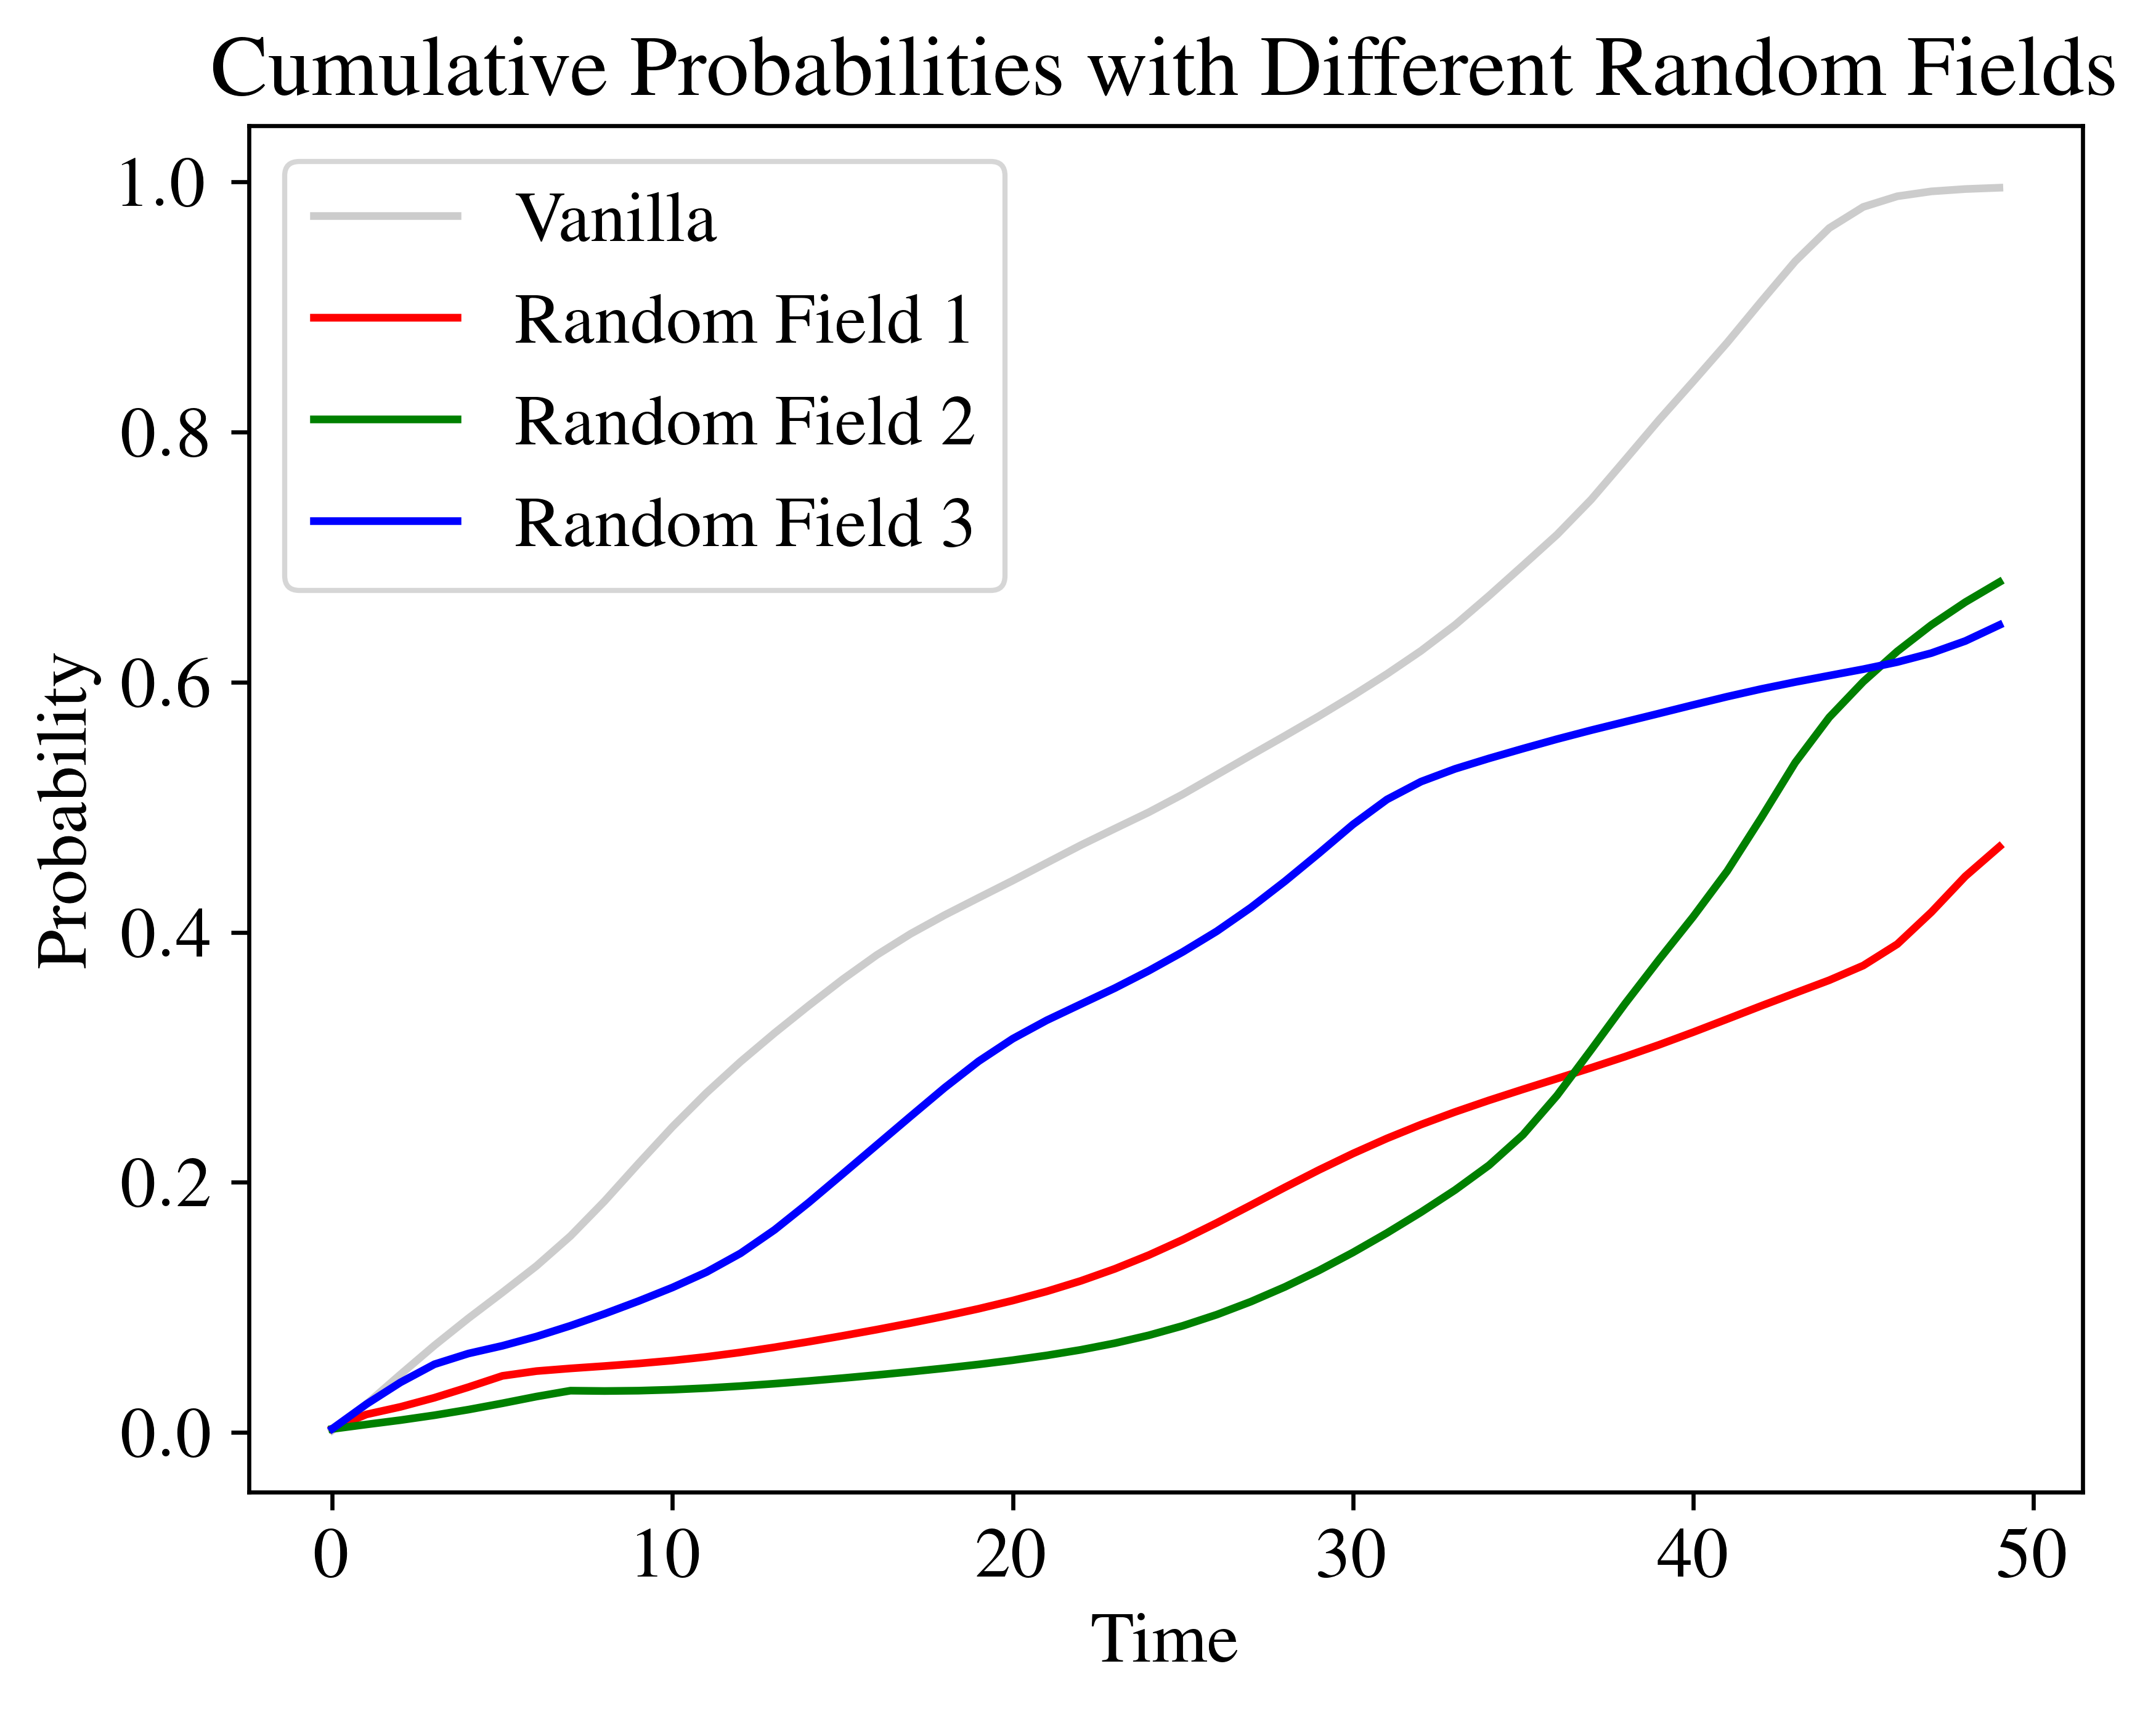 Cumulative Probabilities with Different Random Fields
1.0
0.8
0.6
0.4
0.2
0.0
Probability
Vanilla
Random Field 1
Random Field 2
Random Field 3
0 10 20 30 40 50
Time